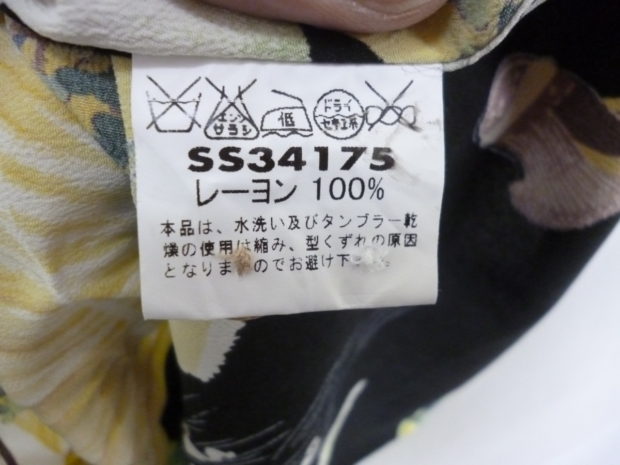 エンソ
サラシ
低
ドライ
セキユ系
SS34175
レーヨン 100%
本品は、水洗い及びタンブラー乾
燥の使用は縮み、型くずれの原因
となりま のでお避け下